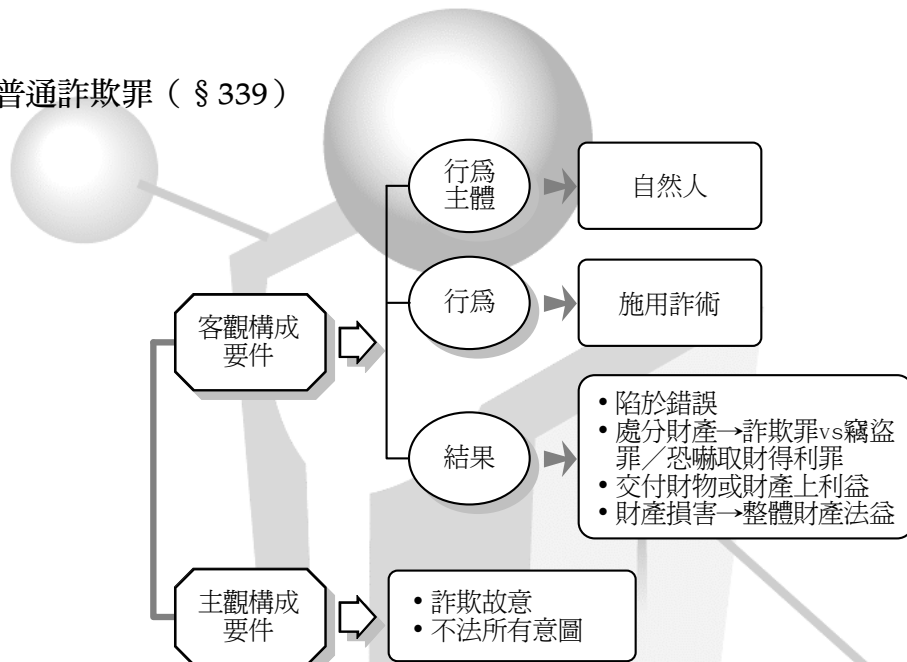 普通詐欺罪（§339）
行為
主體
自然人
行為
施用詐術
客觀構成
要件
結果
•陷於錯誤
•處分財產→詐欺罪vs竊盜
罪／恐嚇取財得利罪
•交付財物或財產上利益
•財產損害→整體財產法益
主觀構成
要件
•詐欺故意
•不法所有意圖